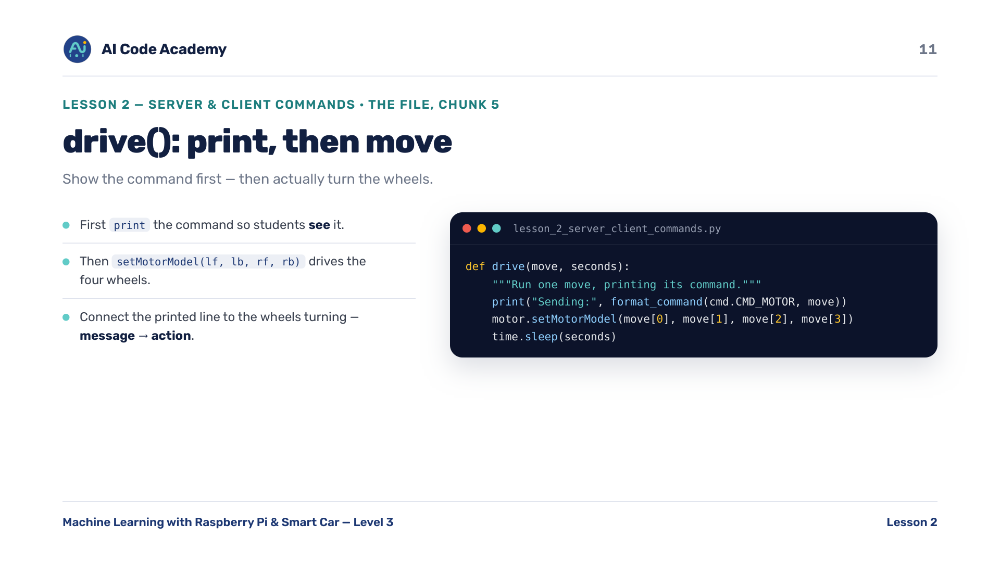 AI Code Academy
11
LESSON 2 — SERVER & CLIENT COMMANDS • THE FILE, CHUNK 5
drive(): print, then move
Show the command first — then actually turn the wheels.
First print the command so students see it.
Then setMotorModel(lf, lb, rf, rb) drives the
four wheels.
Connect the printed line to the wheels turning —
message → action.
lesson_2_server_client_commands.py
def drive(move, seconds):
    """Run one move, printing its command."""
    print("Sending:", format_command(cmd.CMD_MOTOR, move))
    motor.setMotorModel(move[0], move[1], move[2], move[3])
    time.sleep(seconds)
Machine Learning with Raspberry Pi & Smart Car — Level 3
Lesson 2